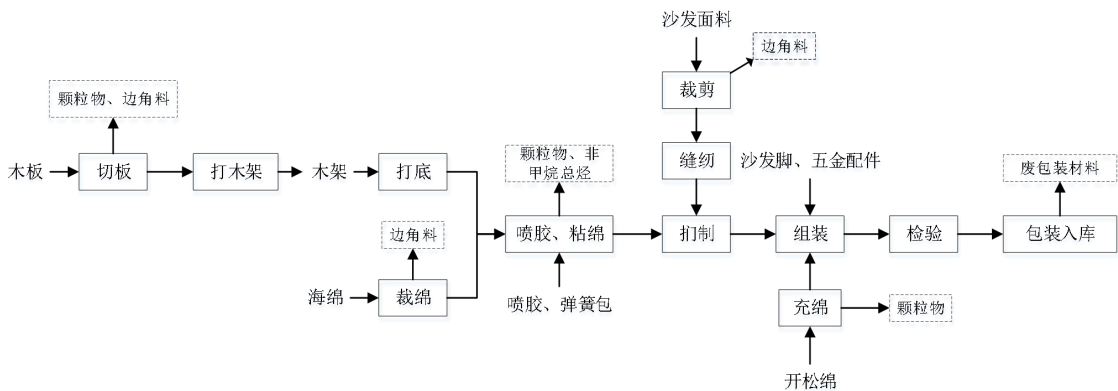 沙发面料
边角料
裁剪
颗粒物、边角料
颗粒物、非
甲烷总烃
缝纫
沙发脚、五金配件
废包装材料
木板
切板
打木架
木架
打底
边角料
喷胶、粘绵
扪制
组装
检验
包装入库
海绵
裁绵
喷胶、弹簧包
充绵
颗粒物
开松绵